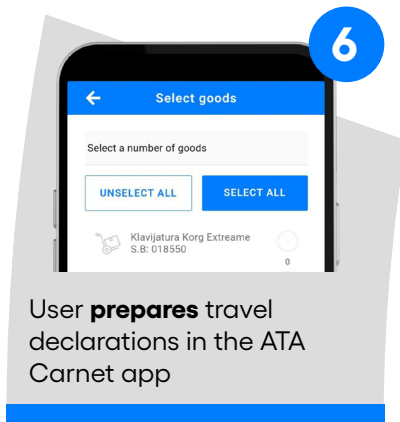 6
Select goods
Select a number of goods
UNSELECT ALL
SELECT ALL
Klavijatura Korg Extreame
S.B: 018550
0
User prepares travel
declarations in the ATA
Carnet app